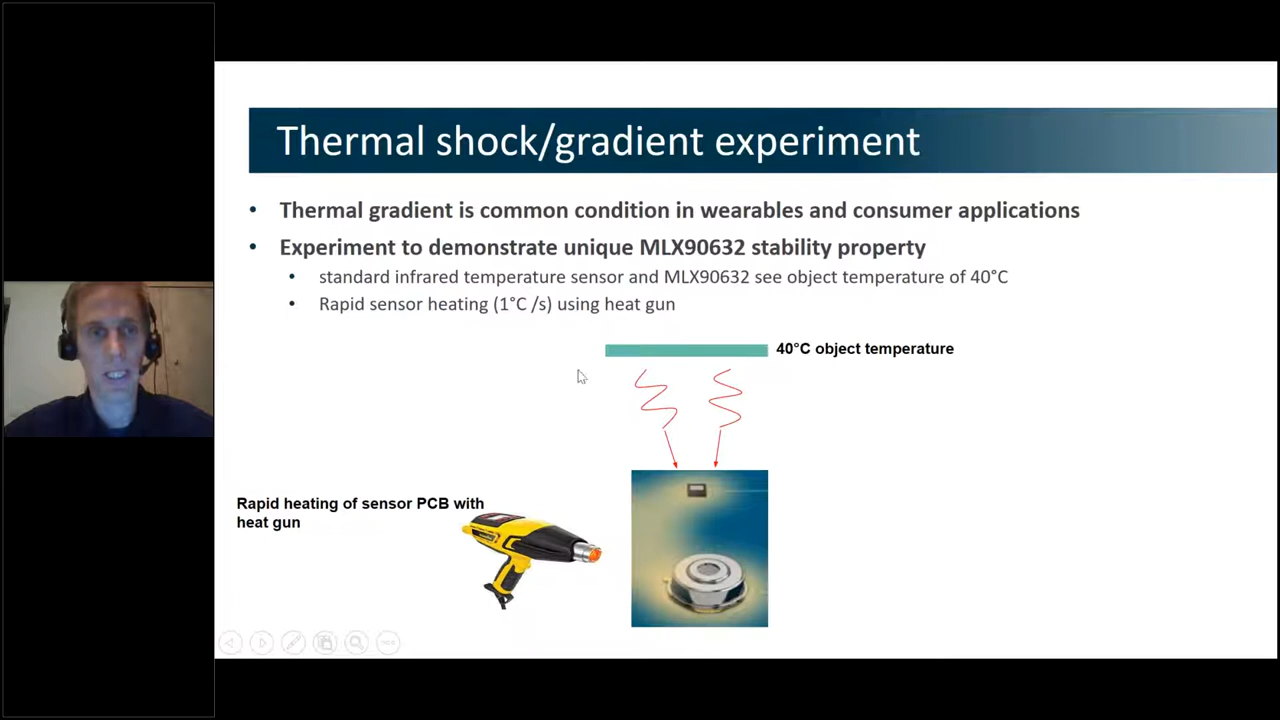 Thermal shock/gradient experiment
• Thermal gradient is common condition in wearables and consumer applications
• Experiment to demonstrate unique MLX90632 stability property
• standard infrared temperature sensor and MLX90632 see object temperature of 40°C
• Rapid sensor heating (1°C /s) using heat gun
40°C object temperature
Rapid heating of sensor PCB with
heat gun